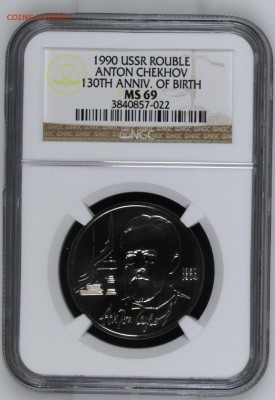 1990 USSR ROUBLE
ANTON CHEKHOV
130TH ANNIV. OF BIRTH
MS 69
3840857-022
NGC